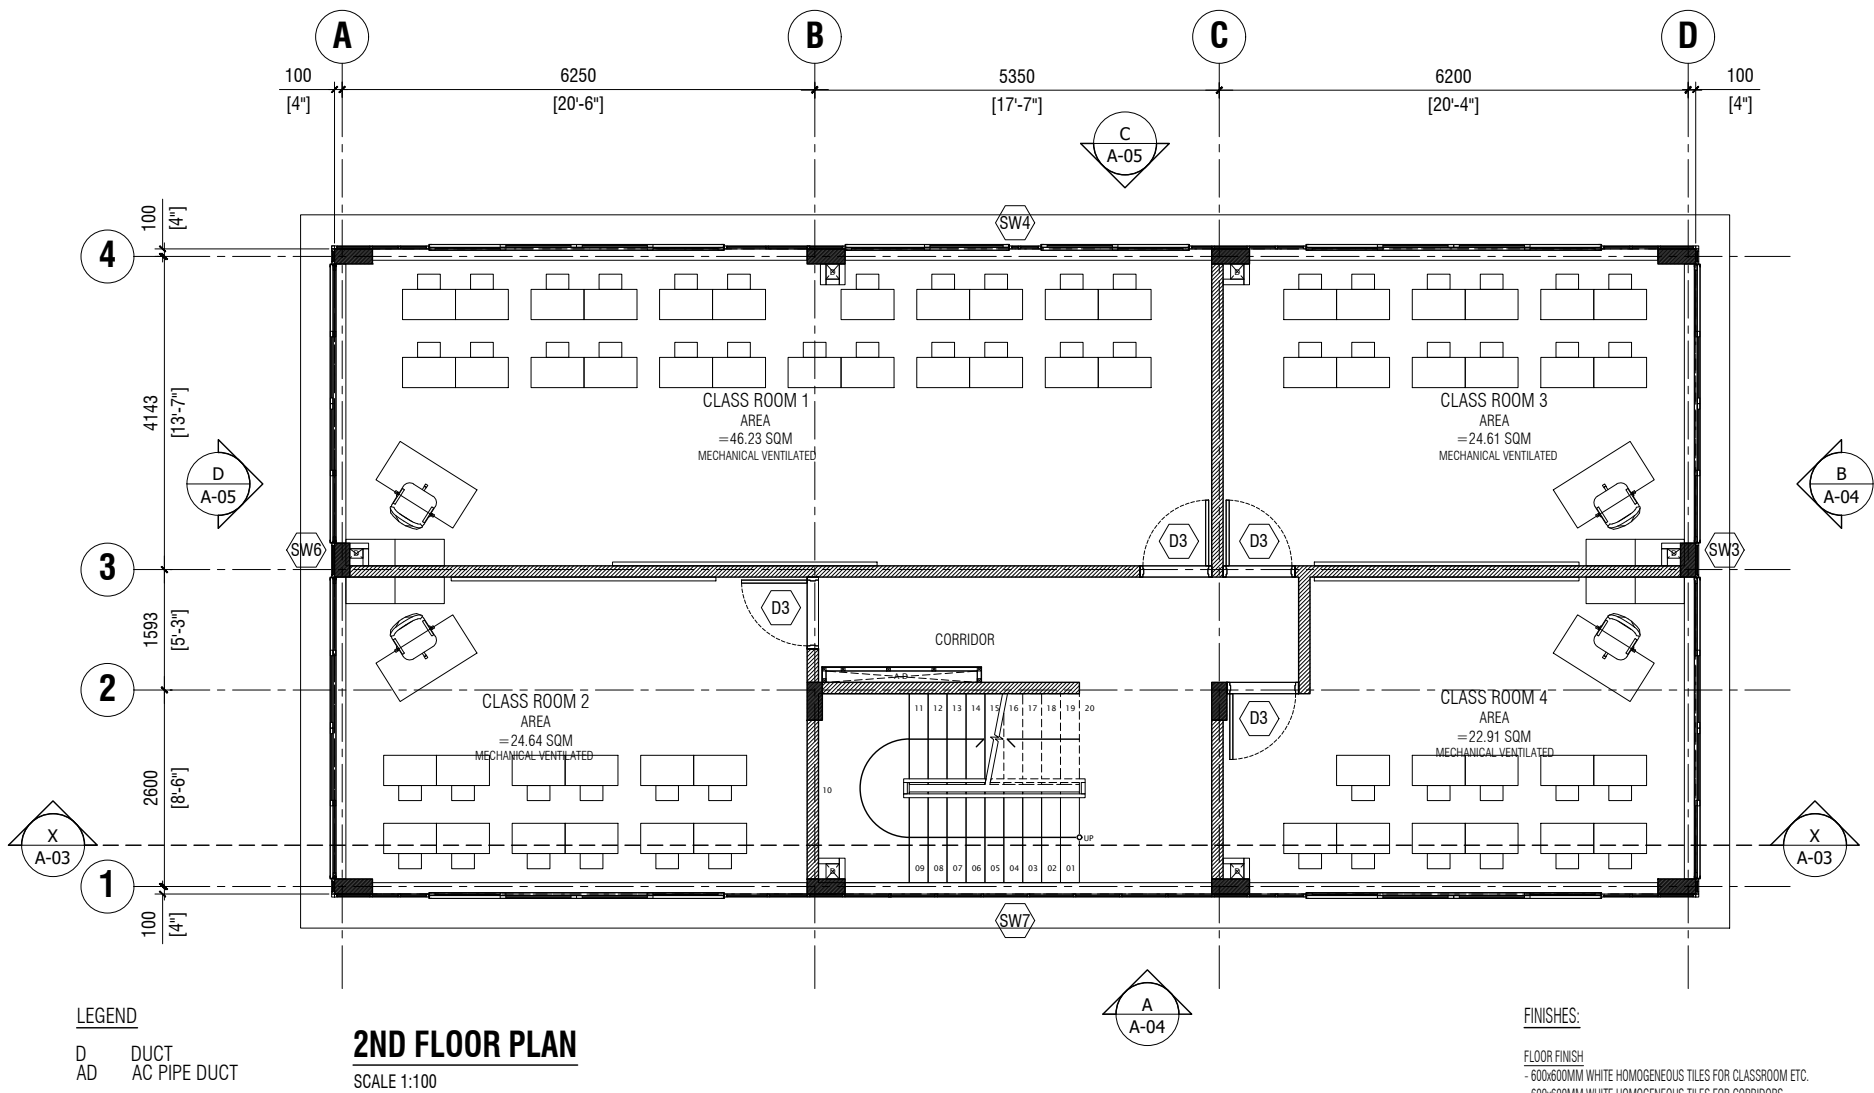 A B C D
100 6250 5350 6200 100
[4"] [20'-6"] [17'-7"] [20'-4"] [4"]
C
A-05
100
[4"]
SW4
4
D D
4143
[13'-7"]
CLASS ROOM 1
AREA
=46.23 SQM
MECHANICAL VENTILATED
CLASS ROOM 3
AREA
=24.61 SQM
MECHANICAL VENTILATED
D
A-05
B
A-04
D3 D3
SW6 D D SW3
3
1593
[5'-3"]
D3
CORRIDOR
2
A D
CLASS ROOM 2
AREA
=24.64 SQM
MECHANICAL VENTILATED
11 12 13 14 15 16 17 18 19 20
D3
CLASS ROOM 4
AREA
=22.91 SQM
MECHANICAL VENTILATED
2600
[8'-6"]
10
UP
X
A-03
X
A-03
09 08 07 06 05 04 03 02 01
D D
1
100
[4"]
SW7
A
A-04
LEGEND
D DUCT
AD AC PIPE DUCT
2ND FLOOR PLAN
SCALE 1:100
FINISHES:
FLOOR FINISH
- 600x600MM WHITE HOMOGENEOUS TILES FOR CLASSROOM ETC.
- 600x600MM WHITE HOMOGENEOUS TILES FOR CORRIDORS